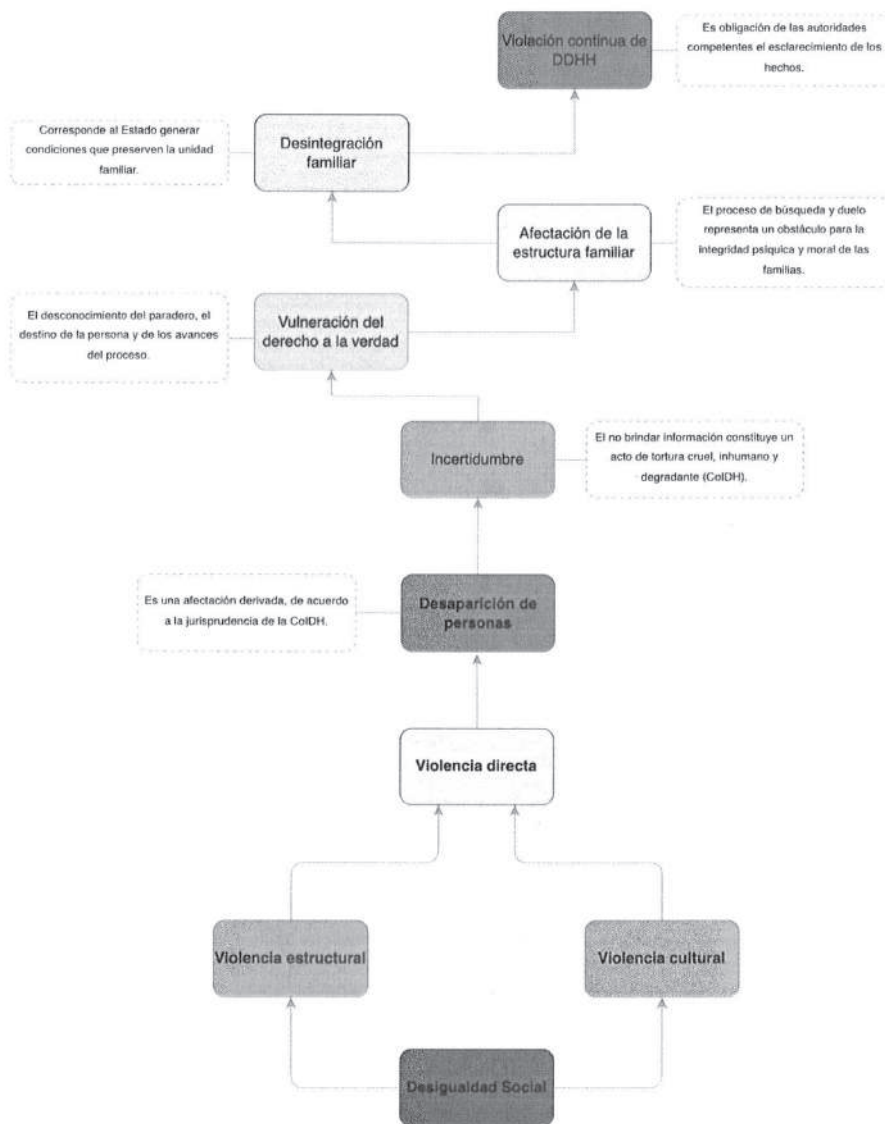 Violación continua de
DDHH
Es obligación de las autoridades
competentes el esclarecimiento de los
hechos.
Corresponde al Estado generar
condiciones que preserven la unidad
familiar.
Desintegración
familiar
Afectación de la
estructura familiar
El proceso de búsqueda y duelo
representa un obstáculo para la
integridad psíquica y moral de las
familias.
El desconocimiento del paradero, el
destino de la persona y de los avances
del proceso.
Vulneración del
derecho a la verdad
Incertidumbre
El no brindar información constituye un
acto de tortura cruel, inhumano y
degradante (CoIDH).
Es una afectación derivada, de acuerdo
a la jurisprudencia de la CoIDH.
Desaparición de
personas
Violencia directa
Violencia estructural
Violencia cultural
Desigualdad Social